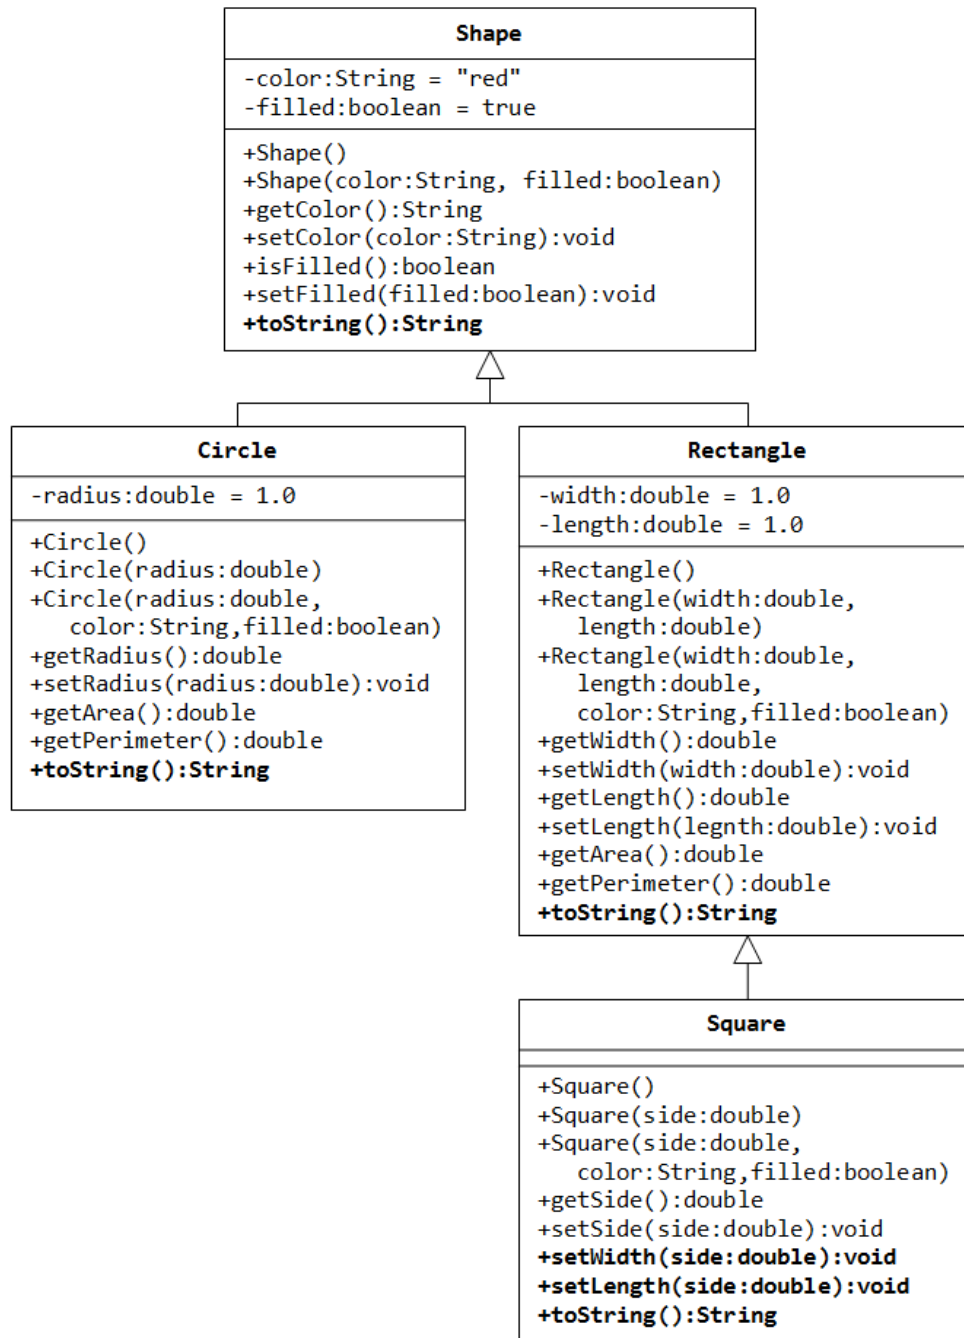 Shape
-color:String = "red"
-filled:boolean = true
+Shape()
+Shape(color:String, filled:boolean)
+getColor():String
+setColor(color:String):void
+isFilled():boolean
+setFilled(filled:boolean):void
+toString():String
Circle
-radius:double = 1.0
+Circle()
+Circle(radius:double)
+Circle(radius:double,
color:String,filled:boolean)
+getRadius():double
+setRadius(radius:double):void
+getArea():double
+getPerimeter():double
+toString():String
Rectangle
-width:double = 1.0
-length:double = 1.0
+Rectangle()
+Rectangle(width:double,
length:double)
+Rectangle(width:double,
length:double,
color:String,filled:boolean)
+getWidth():double
+setWidth(width:double):void
+getLength():double
+setLength(legnth:double):void
+getArea():double
+getPerimeter():double
+toString():String
Square
+Square()
+Square(side:double)
+Square(side:double,
color:String,filled:boolean)
+getSide():double
+setSide(side:double):void
+setWidth(side:double):void
+setLength(side:double):void
+toString():String